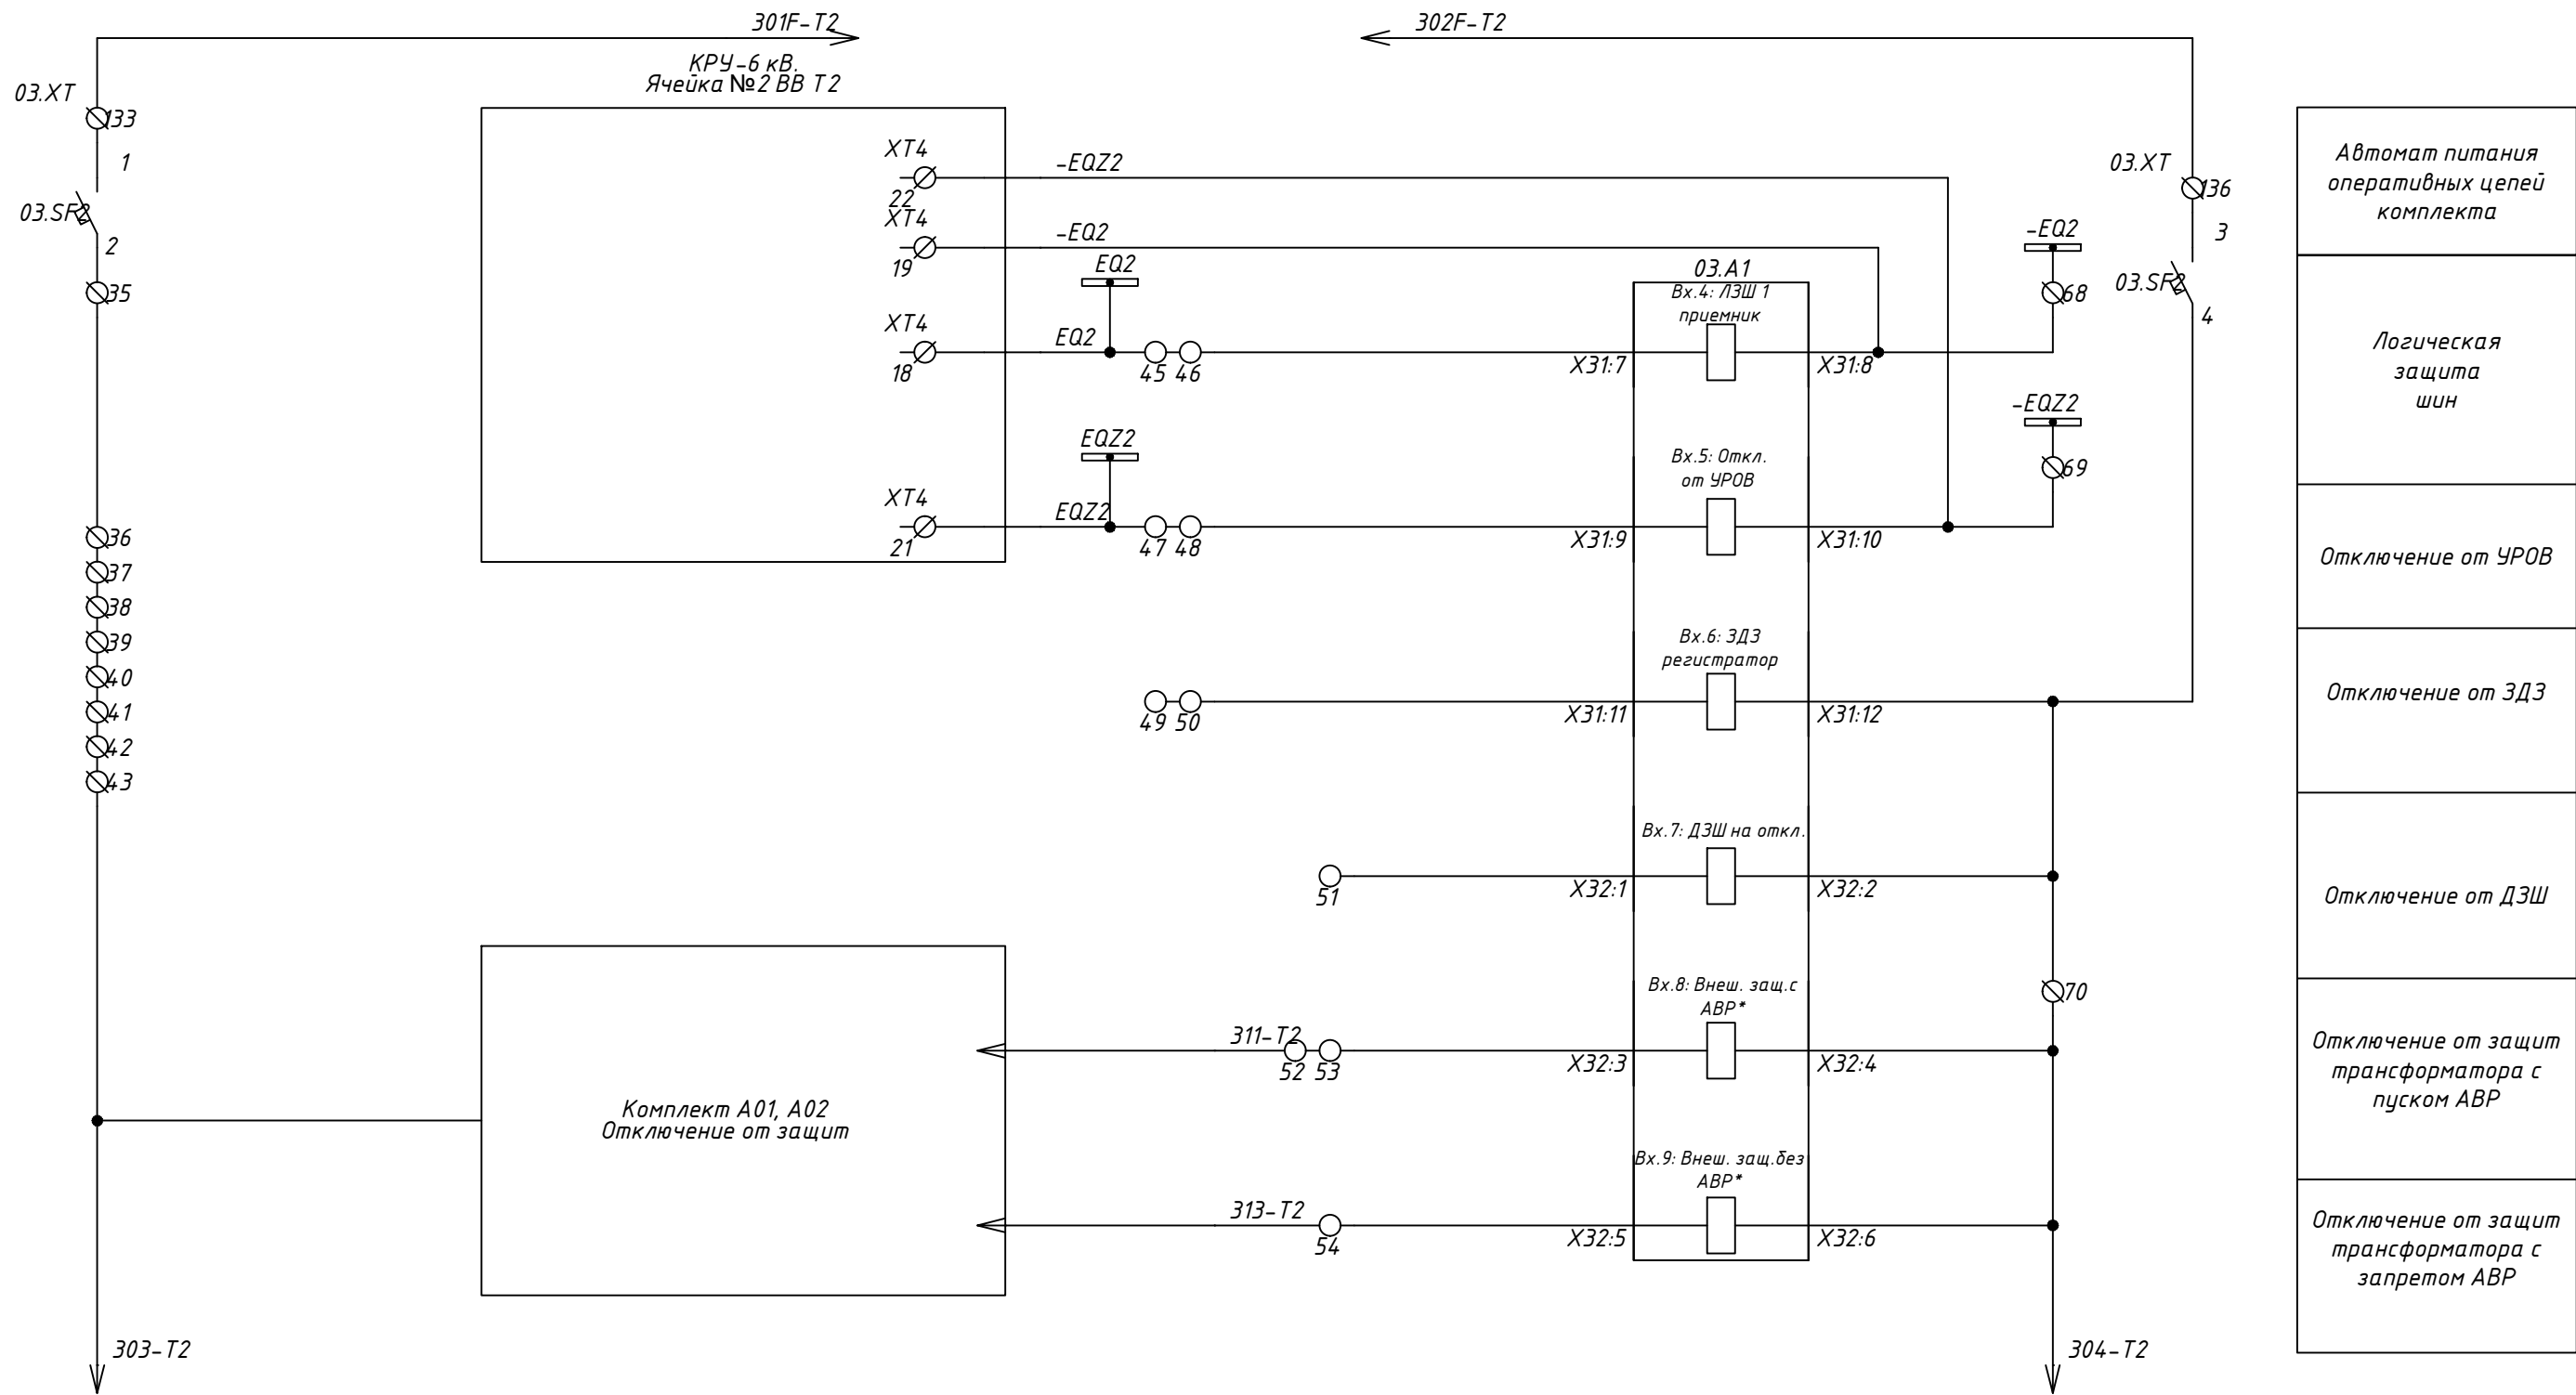 301F-T2
302F-T2
КРУ-6 кВ.
Ячейка №2 ВВ Т2
03.XT
133
1
03.SF2
2
35
36
37
38
39
40
41
42
43
303-T2
XT4
22
-EQZ2
XT4
19
-EQ2
EQ2
XT4
18
EQ2
45 46
EQZ2
XT4
21
EQZ2
47 48
49 50
51
311-T2
52 53
313-T2
54
Комплект А01, А02
Отключение от защит
03.A1
Вх.4: ЛЗШ 1
приемник
X31:7
X31:8
Вх.5: Откл.
от УРОВ
X31:9
X31:10
Вх.6: ЗДЗ
регистратор
X31:11
X31:12
Вх.7: ДЗШ на откл.
X32:1
X32:2
Вх.8: Внеш. защ.с
АВР*
X32:3
X32:4
Вх.9: Внеш. защ.без
АВР*
X32:5
X32:6
-EQ2
68
-EQZ2
69
70
304-T2
03.XT
136
3
03.SF2
4
Автомат питания
оперативных цепей
комплекта
Логическая
защита
шин
Отключение от УРОВ
Отключение от ЗДЗ
Отключение от ДЗШ
Отключение от защит
трансформатора с
пуском АВР
Отключение от защит
трансформатора с
запретом АВР